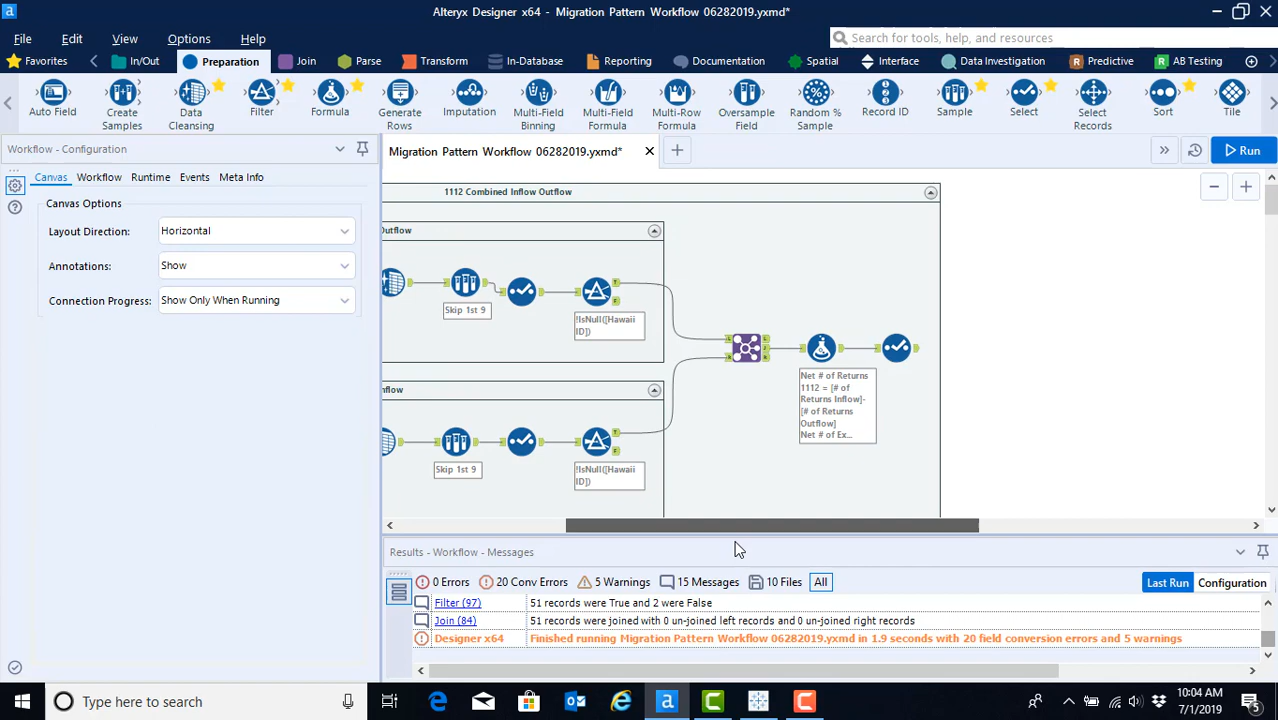 Alteryx Designer x64 - Migration Pattern Workflow 06282019.yxmd*
File Edit View Options Help
Search for tools, help, and resources
Favorites In/Out Preparation Join Parse Transform In-Database Reporting Documentation Spatial Interface Data Investigation Predictive AB Testing
Auto Field
Create Samples
Data Cleansing
Filter
Formula
Generate Rows
Imputation
Multi-Field Binning
Multi-Field Formula
Multi-Row Formula
Oversample Field
Random % Sample
Record ID
Sample
Select
Select Records
Sort
Tile
Workflow - Configuration
Migration Pattern Workflow 06282019.yxmd*
Run
Canvas Workflow Runtime Events Meta Info
Canvas Options
Layout Direction: Horizontal
Annotations: Show
Connection Progress: Show Only When Running
1112 Combined Inflow Outflow
Outflow
Skip 1st 9
!IsNull([Hawaii
ID])
Net # of Returns
1112 = [# of
Returns Inflow]-
[# of Returns
Outflow]
Net # of Ex...
nflow
Skip 1st 9
!IsNull([Hawaii
ID])
Results - Workflow - Messages
0 Errors 20 Conv Errors 5 Warnings 15 Messages 10 Files All Last Run Configuration
Filter (97) 51 records were True and 2 were False
Join (84) 51 records were joined with 0 un-joined left records and 0 un-joined right records
Designer x64 Finished running Migration Pattern Workflow 06282019.yxmd in 1.9 seconds with 20 field conversion errors and 5 warnings
Type here to search
10:04 AM
7/1/2019
5